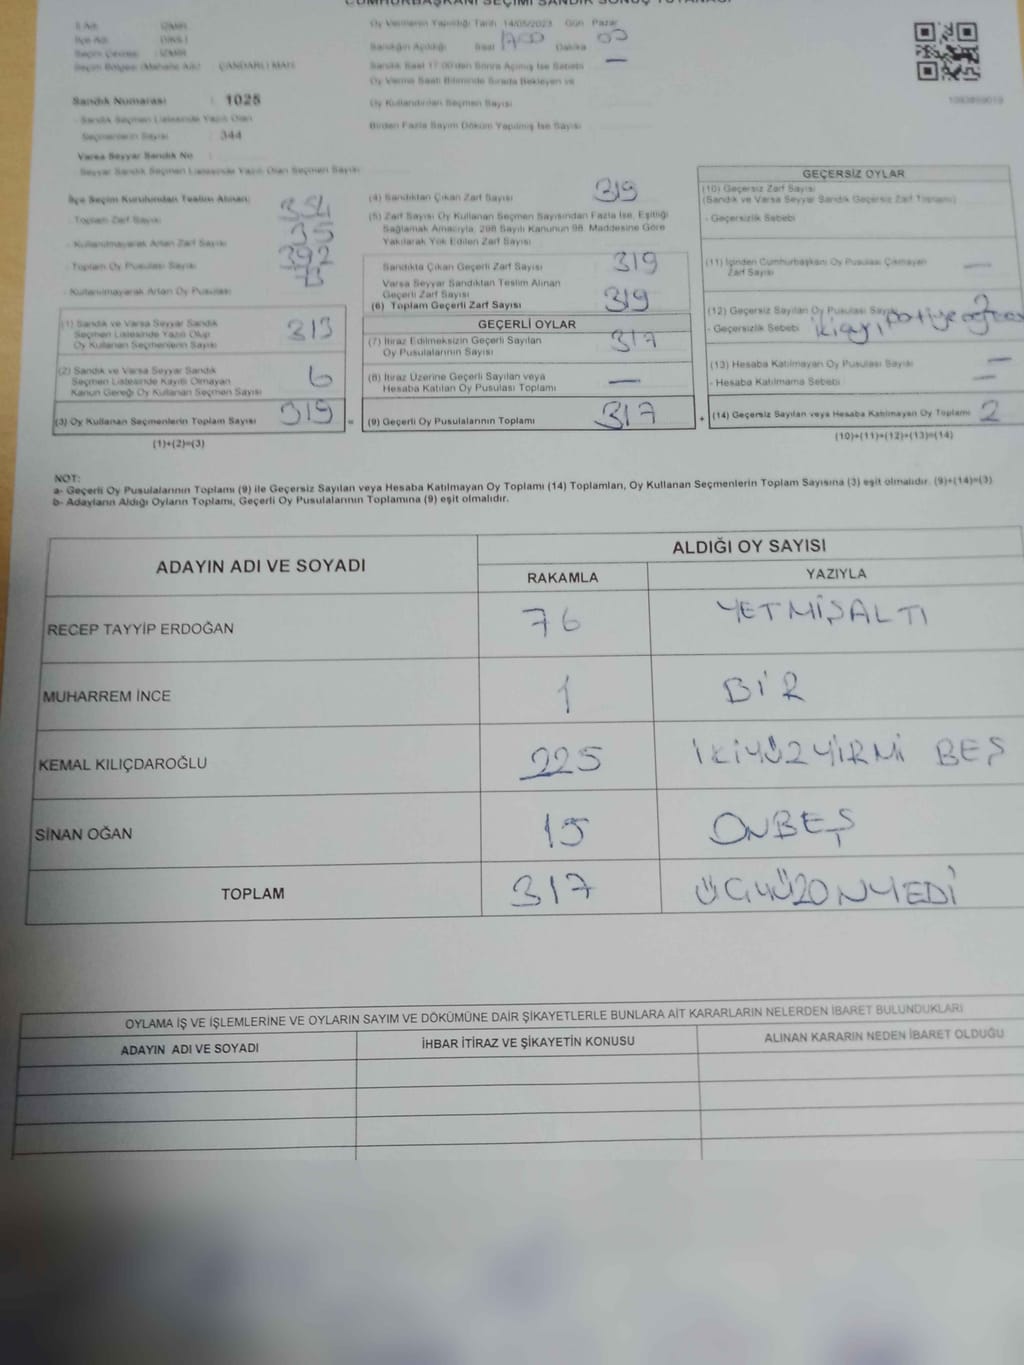 CUMHURBAŞKANI SEÇİMİ SANDIK SONUÇ TUTANAĞI
İl Adı : İZMİR
İlçe Adı : DİKİLİ
Seçim Çevresi : İZMİR
Seçim Bölgesi (Mahalle Adı) : ÇANDARLI MAH.
Sandık Numarası : 1025
- Sandık Seçmen Listesinde Yazılı Olan
Seçmenlerin Sayısı : 344
Varsa Seyyar Sandık No :
- Seyyar Sandık Seçmen Listesinde Yazılı Olan Seçmen Sayısı:
Oy Vermenin Yapıldığı Tarih 14/05/2023 Gün Pazar
Sandığın Açıldığı Saat 1700 Dakika
Sandık Saat 17:00'den Sonra Açılmış İse Sebebi —
Oy Verme Saati Bitiminde Sırada Bekleyen ve
Oy Kullandırılan Seçmen Sayısı
Birden Fazla Sayım Döküm Yapılmış İse Sayısı
İlçe Seçim Kurulundan Teslim Alınan;
- Toplam Zarf Sayısı
- Kullanılmayarak Artan Zarf Sayısı 35
- Toplam Oy Pusulası Sayısı 392
- Kullanılmayarak Artan Oy Pusulası
(1) Sandık ve Varsa Seyyar Sandık
Seçmen Listesinde Yazılı Olup
Oy Kullanan Seçmenlerin Sayısı 313
(2) Sandık ve Varsa Seyyar Sandık
Seçmen Listesinde Kayıtlı Olmayan
Kanun Gereği Oy Kullanan Seçmen Sayısı 6
(3) Oy Kullanan Seçmenlerin Toplam Sayısı 319 =
(1)+(2)=(3)
(4) Sandıktan Çıkan Zarf Sayısı 319
(5) Zarf Sayısı Oy Kullanan Seçmen Sayısından Fazla İse, Eşitliği
Sağlamak Amacıyla, 298 Sayılı Kanunun 98. Maddesine Göre
Yakılarak Yok Edilen Zarf Sayısı
Sandıkta Çıkan Geçerli Zarf Sayısı 319
Varsa Seyyar Sandıktan Teslim Alınan
Geçerli Zarf Sayısı
(6) Toplam Geçerli Zarf Sayısı 319
GEÇERLİ OYLAR
(7) İtiraz Edilmeksizin Geçerli Sayılan
Oy Pusulalarının Sayısı 317
(8) İtiraz Üzerine Geçerli Sayılan veya
Hesaba Katılan Oy Pusulası Toplamı —
(9) Geçerli Oy Pusulalarının Toplamı 317 +
GEÇERSİZ OYLAR
(10) Geçersiz Zarf Sayısı
(Sandık ve Varsa Seyyar Sandık Geçersiz Zarf Toplamı)
- Geçersizlik Sebebi
(11) İçinden Cumhurbaşkanı Oy Pusulası Çıkmayan
Zarf Sayısı —
(12) Geçersiz Sayılan Oy Pusulası Sayısı 2
- Geçersizlik Sebebi
(13) Hesaba Katılmayan Oy Pusulası Sayısı —
- Hesaba Katılmama Sebebi —
(14) Geçersiz Sayılan veya Hesaba Katılmayan Oy Toplamı 2
(10)+(11)+(12)+(13)=(14)
NOT:
a- Geçerli Oy Pusulalarının Toplamı (9) ile Geçersiz Sayılan veya Hesaba Katılmayan Oy Toplamı (14) Toplamları, Oy Kullanan Seçmenlerin Toplam Sayısına (3) eşit olmalıdır. (9)+(14)=(3)
b- Adayların Aldığı Oyların Toplamı, Geçerli Oy Pusulalarının Toplamına (9) eşit olmalıdır.
ADAYIN ADI VE SOYADI
ALDIĞI OY SAYISI
RAKAMLA YAZIYLA
RECEP TAYYİP ERDOĞAN 76 YETMİŞALTI
MUHARREM İNCE 1 BİR
KEMAL KILIÇDAROĞLU 225 İKİYÜZYİRMİ BEŞ
SİNAN OĞAN 15 ONBEŞ
TOPLAM 317 ÜÇYÜZONYEDİ
OYLAMA İŞ VE İŞLEMLERİNE VE OYLARIN SAYIM VE DÖKÜMÜNE DAİR ŞİKAYETLERLE BUNLARA AİT KARARLARIN NELERDEN İBARET BULUNDUKLARI
ADAYIN ADI VE SOYADI
İHBAR İTİRAZ VE ŞİKAYETİN KONUSU
ALINAN KARARIN NEDEN İBARET OLDUĞU